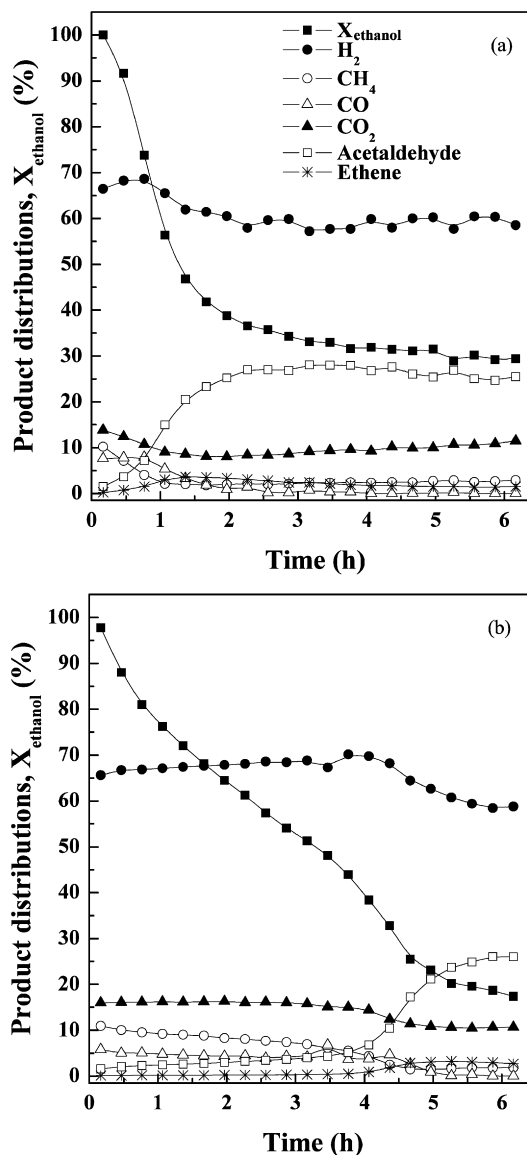 (a)
X_ethanol
H_2
CH_4
CO
CO_2
Acetaldehyde
Ethene
Product distributions, X_ethanol (%)
100
90
80
70
60
50
40
30
20
10
0
0 1 2 3 4 5 6
Time (h)
(b)
Product distributions, X_ethanol (%)
100
90
80
70
60
50
40
30
20
10
0
0 1 2 3 4 5 6
Time (h)